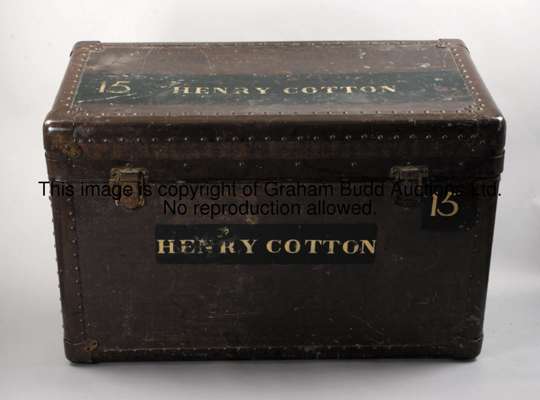 15 HENRY COTTON
This image is copyright of Graham Budd Auctions Ltd.
15
No reproduction allowed.
HENRY COTTON